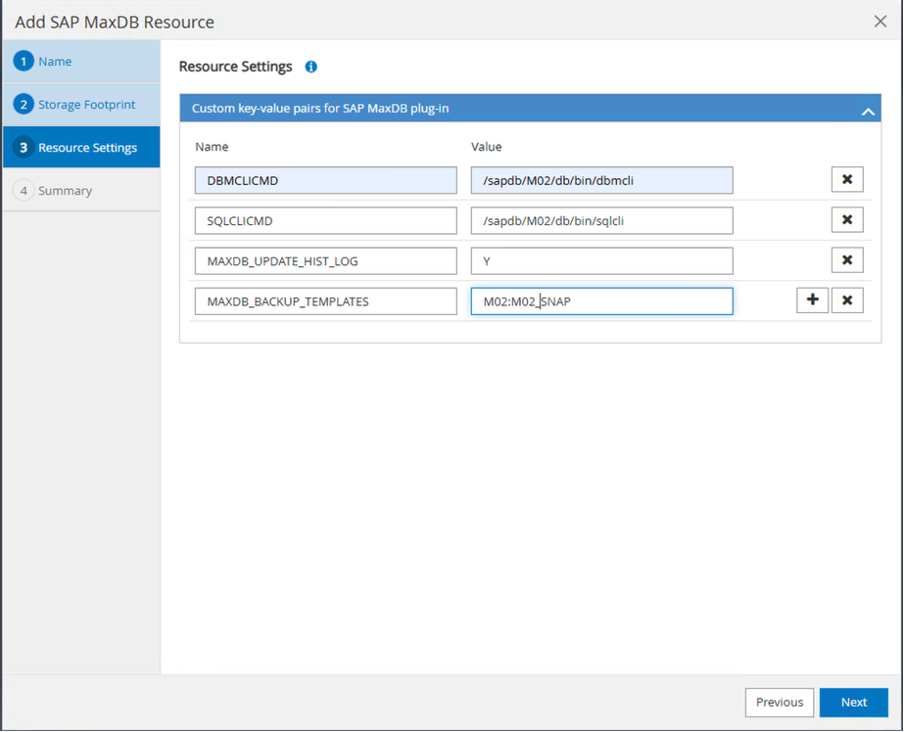 Add SAP MaxDB Resource
1 Name
2 Storage Footprint
3 Resource Settings
4 Summary
Resource Settings
Custom key-value pairs for SAP MaxDB plug-in
Name Value
DBMCLICMD /sapdb/M02/db/bin/dbmcli
SQLCLICMD /sapdb/M02/db/bin/sqlcli
MAXDB_UPDATE_HIST_LOG Y
MAXDB_BACKUP_TEMPLATES M02:M02_SNAP
Previous Next